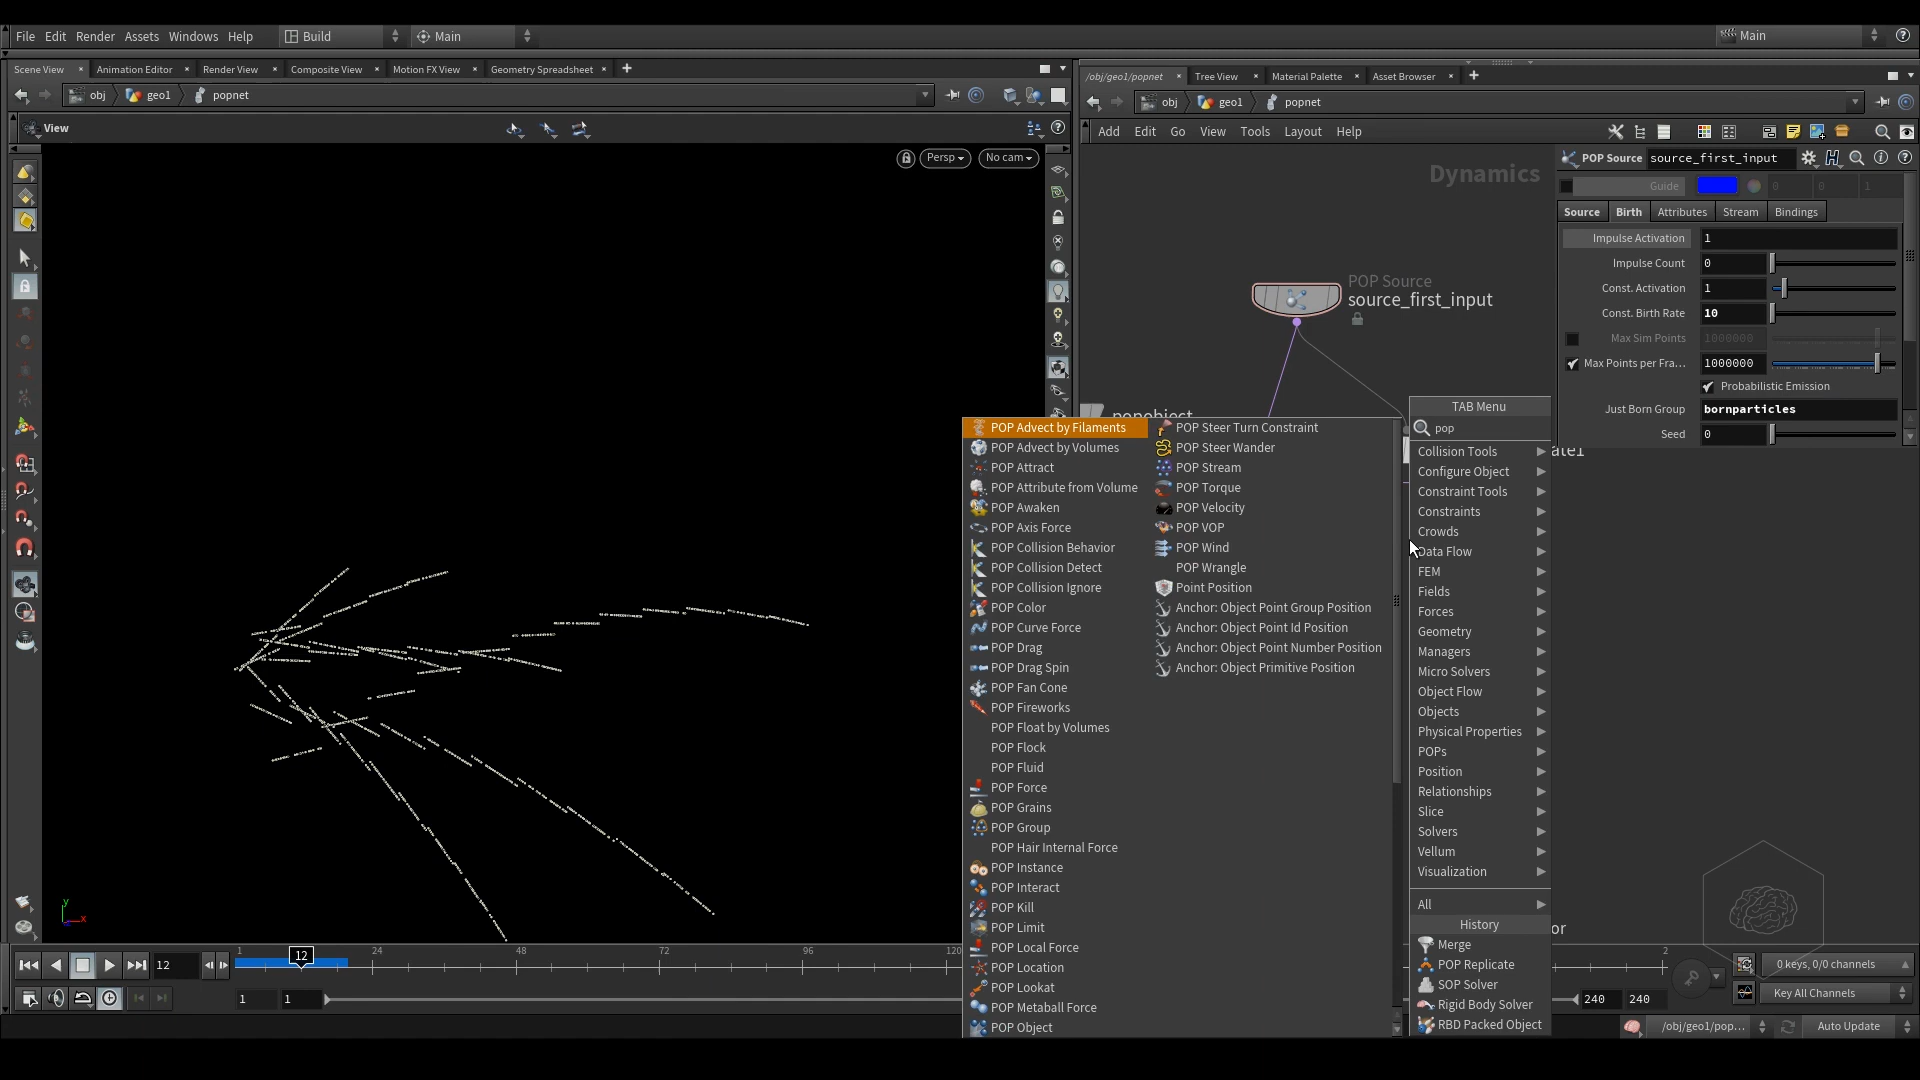 File Edit Render Assets Windows Help Build Main Main
Scene View Animation Editor Render View Composite View Motion FX View Geometry Spreadsheet
obj geo1 popnet
View
Persp No cam
/obj/geo1/popnet Tree View Material Palette Asset Browser
obj geo1 popnet
Add Edit Go View Tools Layout Help
Dynamics
POP Source
source_first_input
popobject
POP Source source_first_input
Guide 0 0 1
Source Birth Attributes Stream Bindings
Impulse Activation 1
Impulse Count 0
Const. Activation 1
Const. Birth Rate 10
Max Sim Points 1000000
Max Points per Fra... 1000000
Probabilistic Emission
Just Born Group bornparticles
Seed 0
ate1
or
POP Advect by Filaments
POP Advect by Volumes
POP Attract
POP Attribute from Volume
POP Awaken
POP Axis Force
POP Collision Behavior
POP Collision Detect
POP Collision Ignore
POP Color
POP Curve Force
POP Drag
POP Drag Spin
POP Fan Cone
POP Fireworks
POP Float by Volumes
POP Flock
POP Fluid
POP Force
POP Grains
POP Group
POP Hair Internal Force
POP Instance
POP Interact
POP Kill
POP Limit
POP Local Force
POP Location
POP Lookat
POP Metaball Force
POP Object
POP Steer Turn Constraint
POP Steer Wander
POP Stream
POP Torque
POP Velocity
POP VOP
POP Wind
POP Wrangle
Point Position
Anchor: Object Point Group Position
Anchor: Object Point Id Position
Anchor: Object Point Number Position
Anchor: Object Primitive Position
TAB Menu
pop
Collision Tools
Configure Object
Constraint Tools
Constraints
Crowds
Data Flow
FEM
Fields
Forces
Geometry
Managers
Micro Solvers
Object Flow
Objects
Physical Properties
POPs
Position
Relationships
Slice
Solvers
Vellum
Visualization
All
History
Merge
POP Replicate
SOP Solver
Rigid Body Solver
RBD Packed Object
y
x
1 24 48 72 96 120 2
12 12
1 1 240 240
0 keys, 0/0 channels
Key All Channels
/obj/geo1/pop... Auto Update